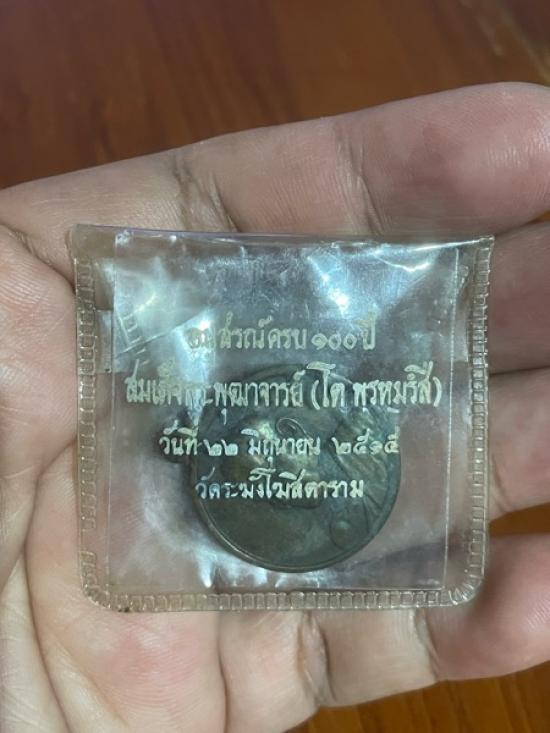 อนุสรณ์ครบ ๑๐๐ ปี
สมเด็จพระพุฒาจารย์ (โต พรหมรังสี)
วันที่ ๒๒ มิถุนายน ๒๕๑๕
วัดระฆังโฆสิตาราม